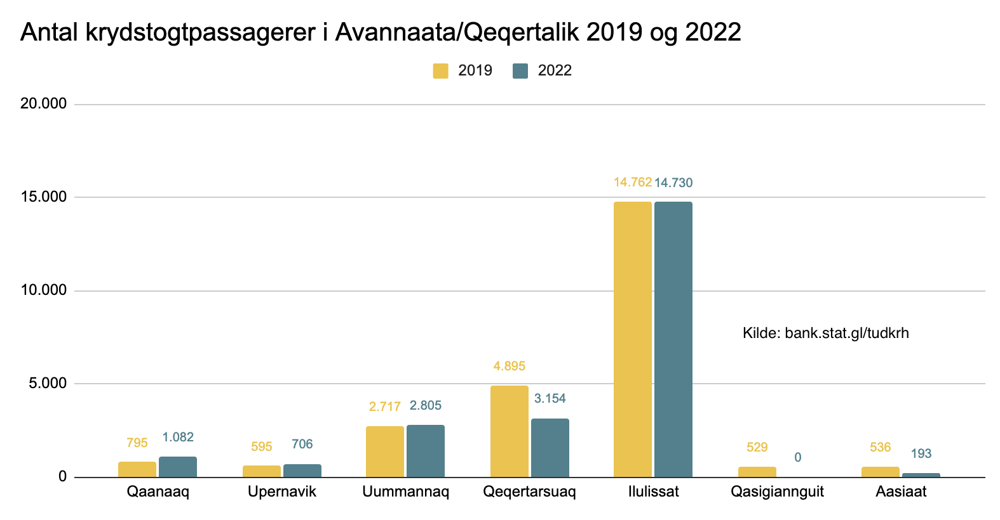 Antal krydstogtpassagerer i Avannaata/Qeqertalik 2019 og 2022
2019 2022
20.000
15.000
10.000
5.000
0
795 1.082 595 706 2.717 2.805 4.895 3.154 14.762 14.730 529 0 536 193
Kilde: bank.stat.gl/tudkrh
Qaanaaq Upernavik Uummannaq Qeqertarsuaq Ilulissat Qasigiannguit Aasiaat